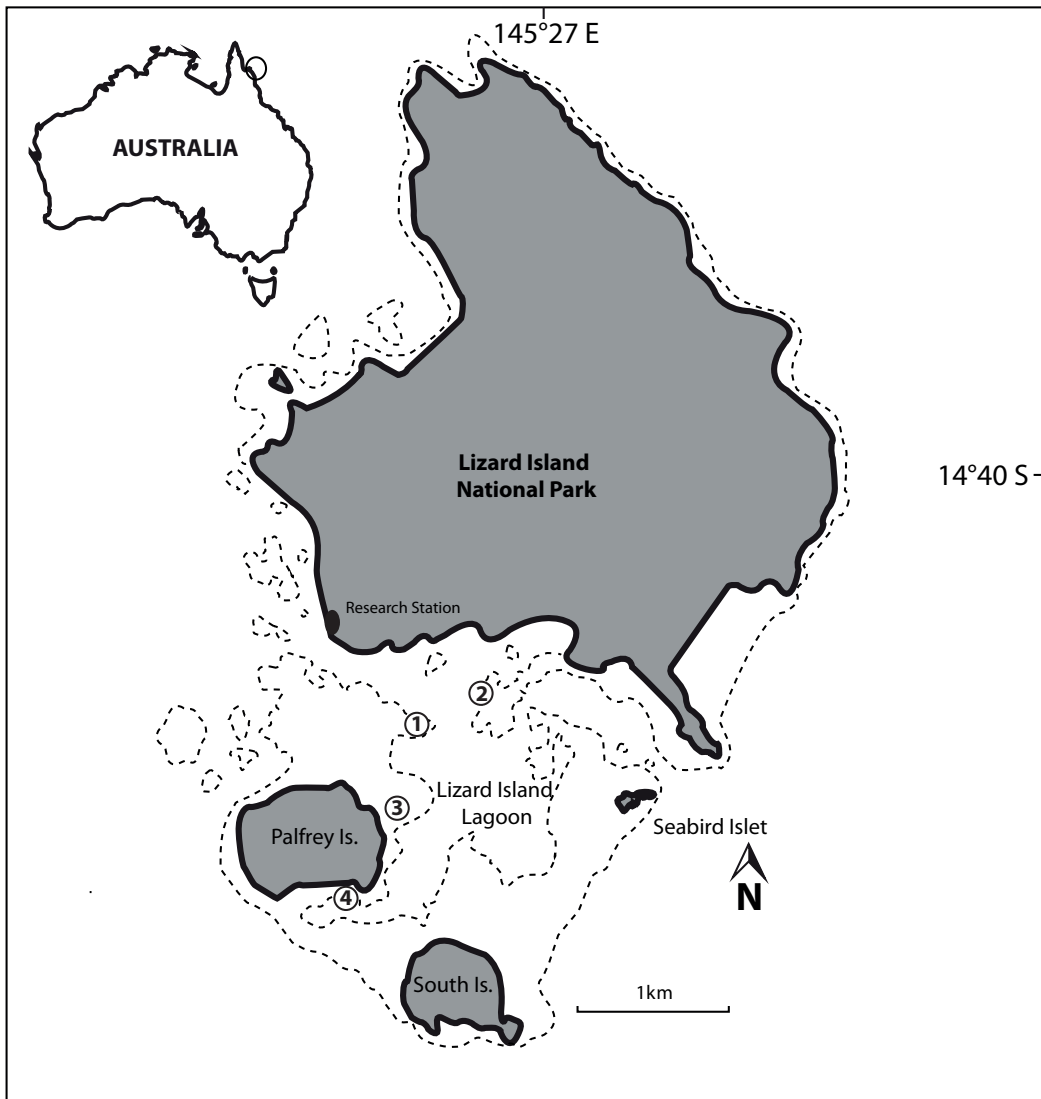 145°27 E
AUSTRALIA
Lizard Island
National Park
14°40 S
Research Station
2
1
Lizard Island
Lagoon
3
Seabird Islet
Palfrey Is.
N
4
South Is.
1km